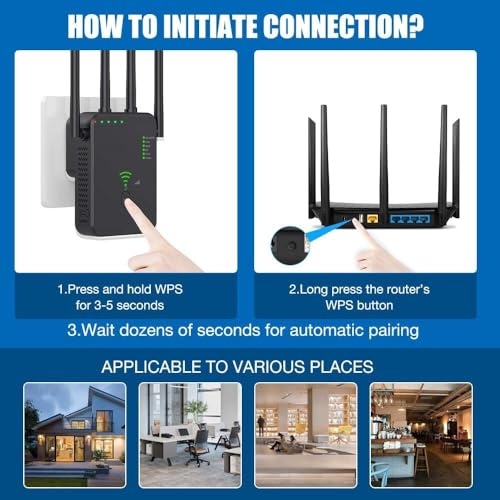 HOW TO INITIATE CONNECTION?
1.Press and hold WPS
for 3-5 seconds
2.Long press the router's
WPS button
3.Wait dozens of seconds for automatic pairing
APPLICABLE TO VARIOUS PLACES